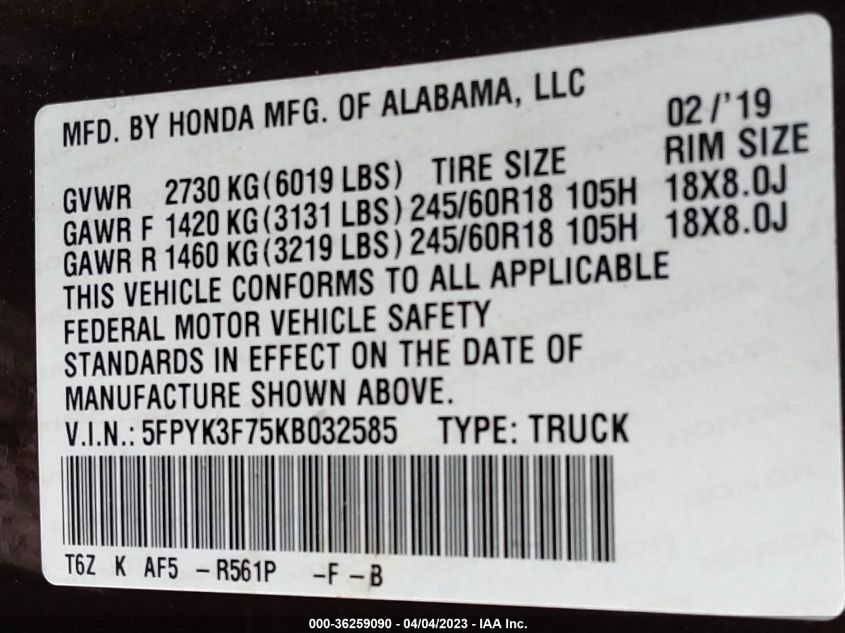 MFD. BY HONDA MFG. OF ALABAMA, LLC
02/'19
GVWR 2730 KG(6019 LBS) TIRE SIZE RIM SIZE
GAWR F 1420 KG(3131 LBS) 245/60R18 105H 18X8.0J
GAWR R 1460 KG(3219 LBS) 245/60R18 105H 18X8.0J
THIS VEHICLE CONFORMS TO ALL APPLICABLE
FEDERAL MOTOR VEHICLE SAFETY
STANDARDS IN EFFECT ON THE DATE OF
MANUFACTURE SHOWN ABOVE.
V.I.N.: 5FPYK3F75KB032585 TYPE: TRUCK
T6Z K AF5 -R561P -F -B
000-36259090 - 04/04/2023 - IAA Inc.